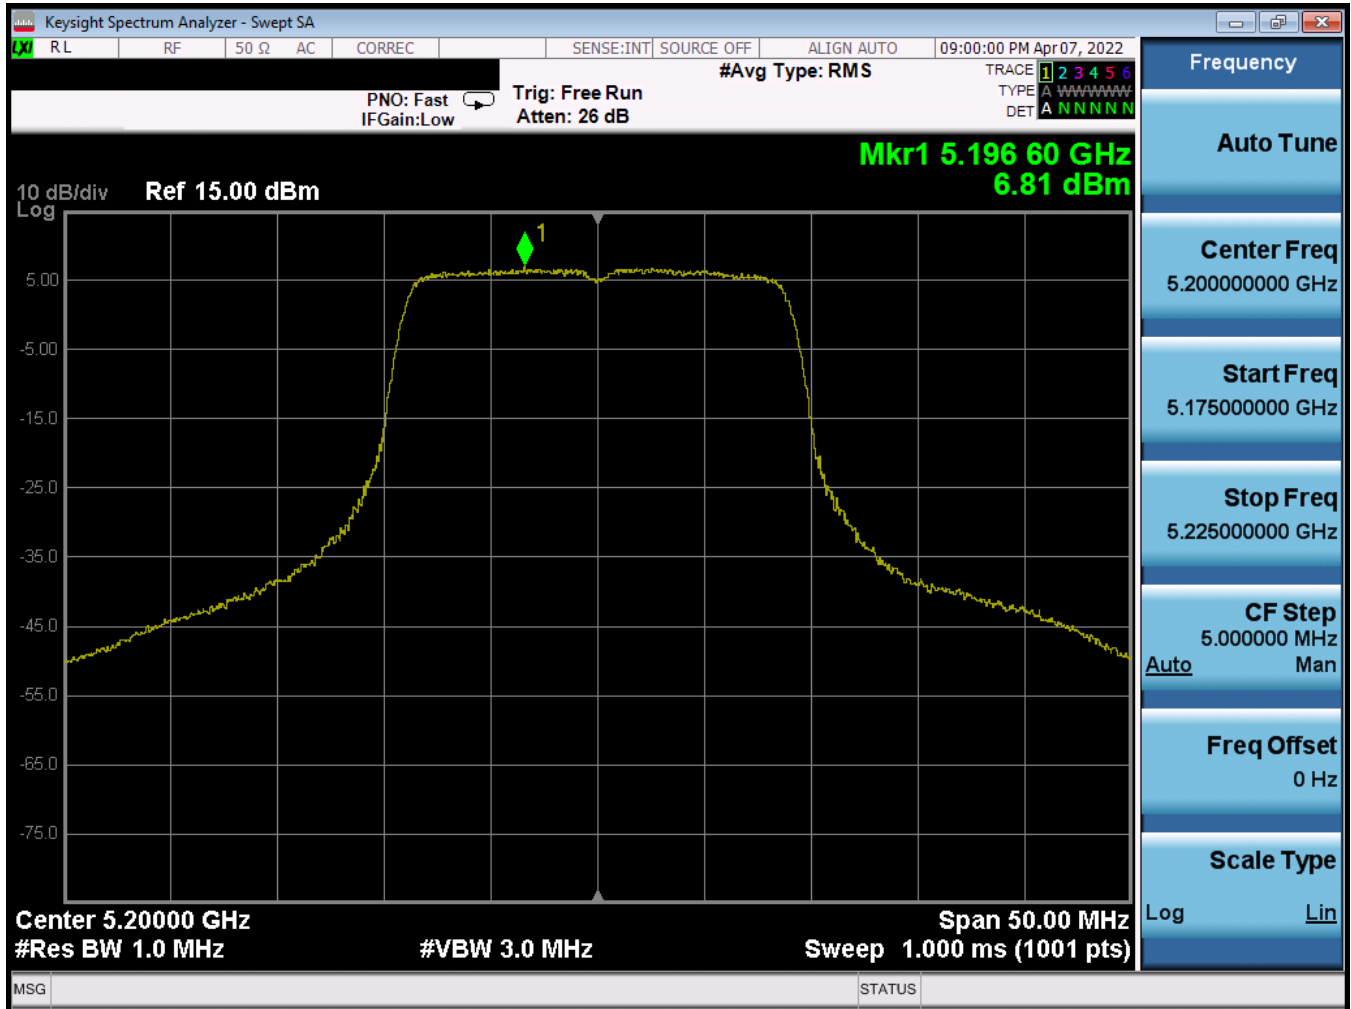 Keysight Spectrum Analyzer - Swept SA
LXI RL RF 50 Ω AC CORREC SENSE:INT SOURCE OFF ALIGN AUTO 09:00:00 PM Apr 07, 2022
#Avg Type: RMS
TRACE 1 2 3 4 5 6
PNO: Fast Trig: Free Run
TYPE A WWWWW
IFGain:Low Atten: 26 dB
DET A N N N N N
Mkr1 5.196 60 GHz
6.81 dBm
10 dB/div Ref 15.00 dBm
Log
1
5.00
-5.00
-15.0
-25.0
-35.0
-45.0
-55.0
-65.0
-75.0
Center 5.20000 GHz Span 50.00 MHz
#Res BW 1.0 MHz #VBW 3.0 MHz Sweep 1.000 ms (1001 pts)
MSG STATUS
Frequency
Auto Tune
Center Freq
5.200000000 GHz
Start Freq
5.175000000 GHz
Stop Freq
5.225000000 GHz
CF Step
5.000000 MHz
Auto Man
Freq Offset
0 Hz
Scale Type
Log Lin